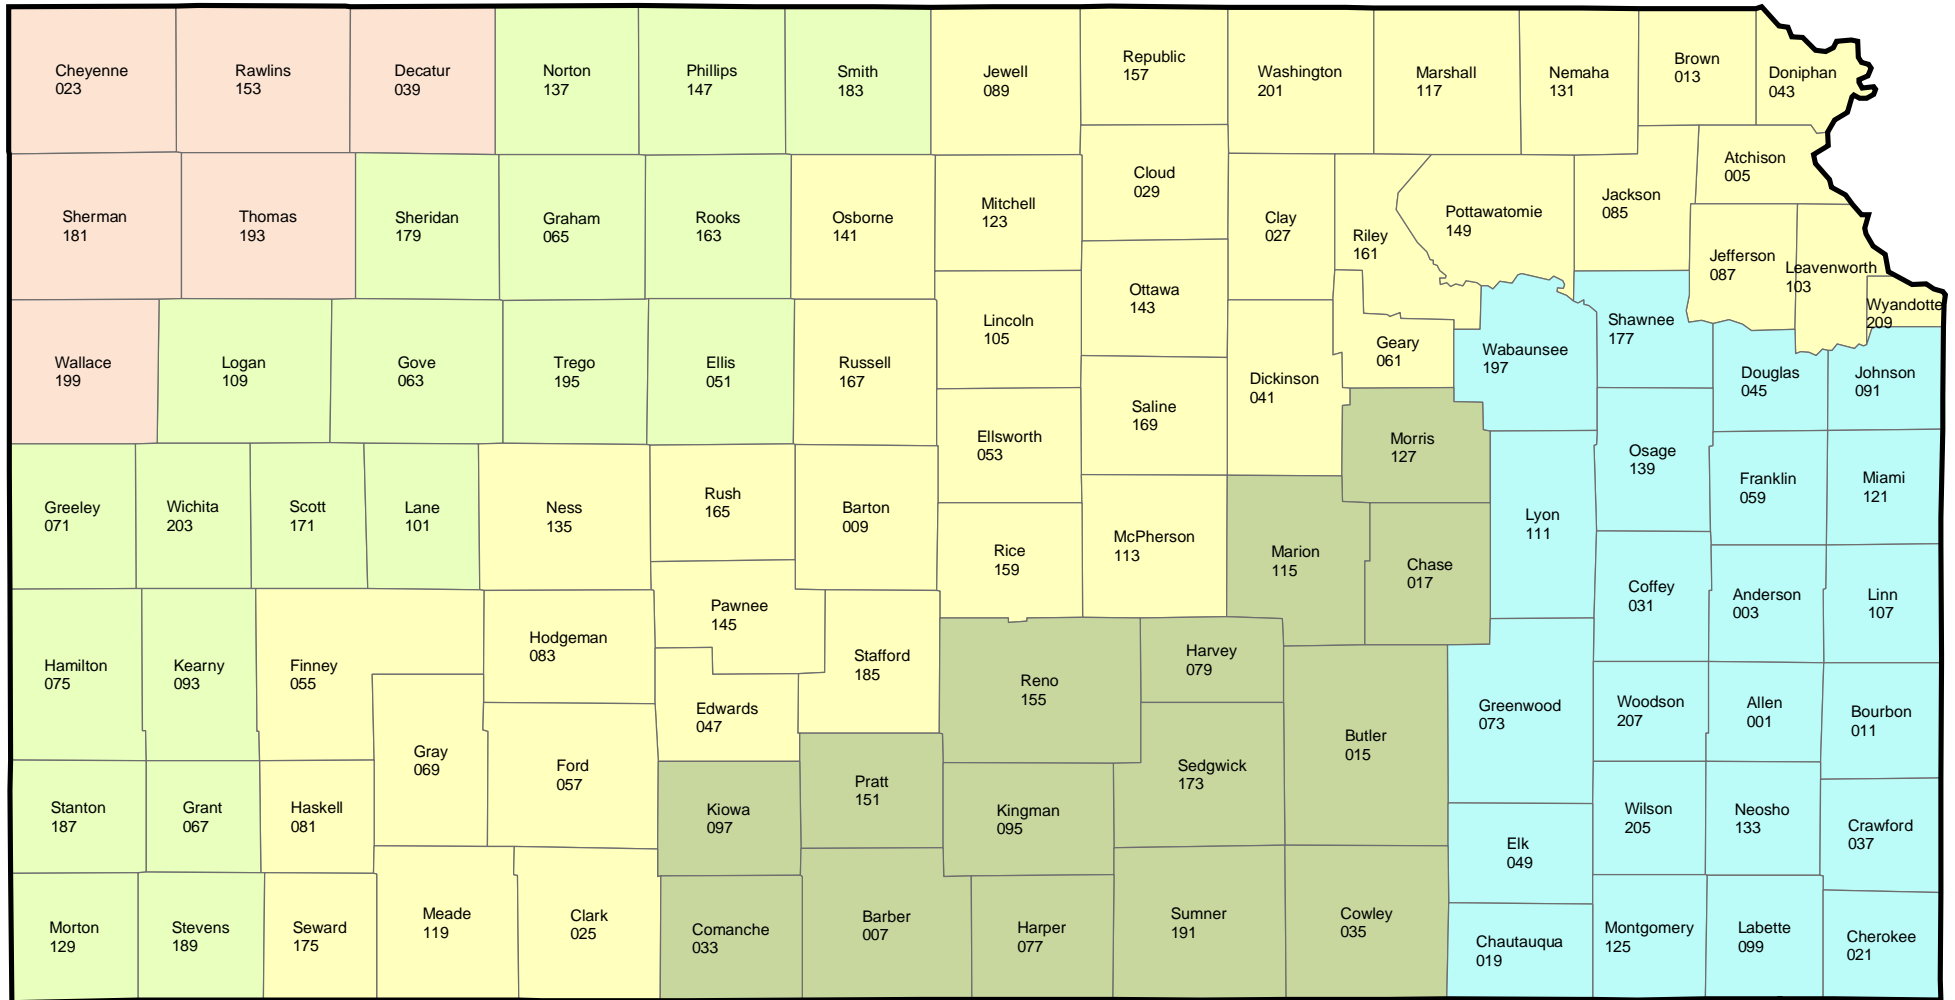 Cheyenne
023
Rawlins
153
Decatur
039
Norton
137
Phillips
147
Smith
183
Jewell
089
Republic
157
Washington
201
Marshall
117
Nemaha
131
Brown
013
Doniphan
043
Sherman
181
Thomas
193
Sheridan
179
Graham
065
Rooks
163
Osborne
141
Mitchell
123
Cloud
029
Clay
027
Riley
161
Pottawatomie
149
Jackson
085
Atchison
005
Jefferson
087
Leavenworth
103
Wyandotte
209
Wallace
199
Logan
109
Gove
063
Trego
195
Ellis
051
Russell
167
Lincoln
105
Ottawa
143
Dickinson
041
Geary
061
Wabaunsee
197
Shawnee
177
Douglas
045
Johnson
091
Ellsworth
053
Saline
169
Morris
127
Osage
139
Franklin
059
Miami
121
Greeley
071
Wichita
203
Scott
171
Lane
101
Ness
135
Rush
165
Barton
009
Rice
159
McPherson
113
Marion
115
Chase
017
Lyon
111
Coffey
031
Anderson
003
Linn
107
Hamilton
075
Kearny
093
Finney
055
Hodgeman
083
Pawnee
145
Stafford
185
Edwards
047
Reno
155
Harvey
079
Butler
015
Greenwood
073
Woodson
207
Allen
001
Bourbon
011
Gray
069
Ford
057
Stanton
187
Grant
067
Haskell
081
Kiowa
097
Pratt
151
Kingman
095
Sedgwick
173
Elk
049
Wilson
205
Neosho
133
Crawford
037
Morton
129
Stevens
189
Seward
175
Meade
119
Clark
025
Comanche
033
Barber
007
Harper
077
Sumner
191
Cowley
035
Chautauqua
019
Montgomery
125
Labette
099
Cherokee
021